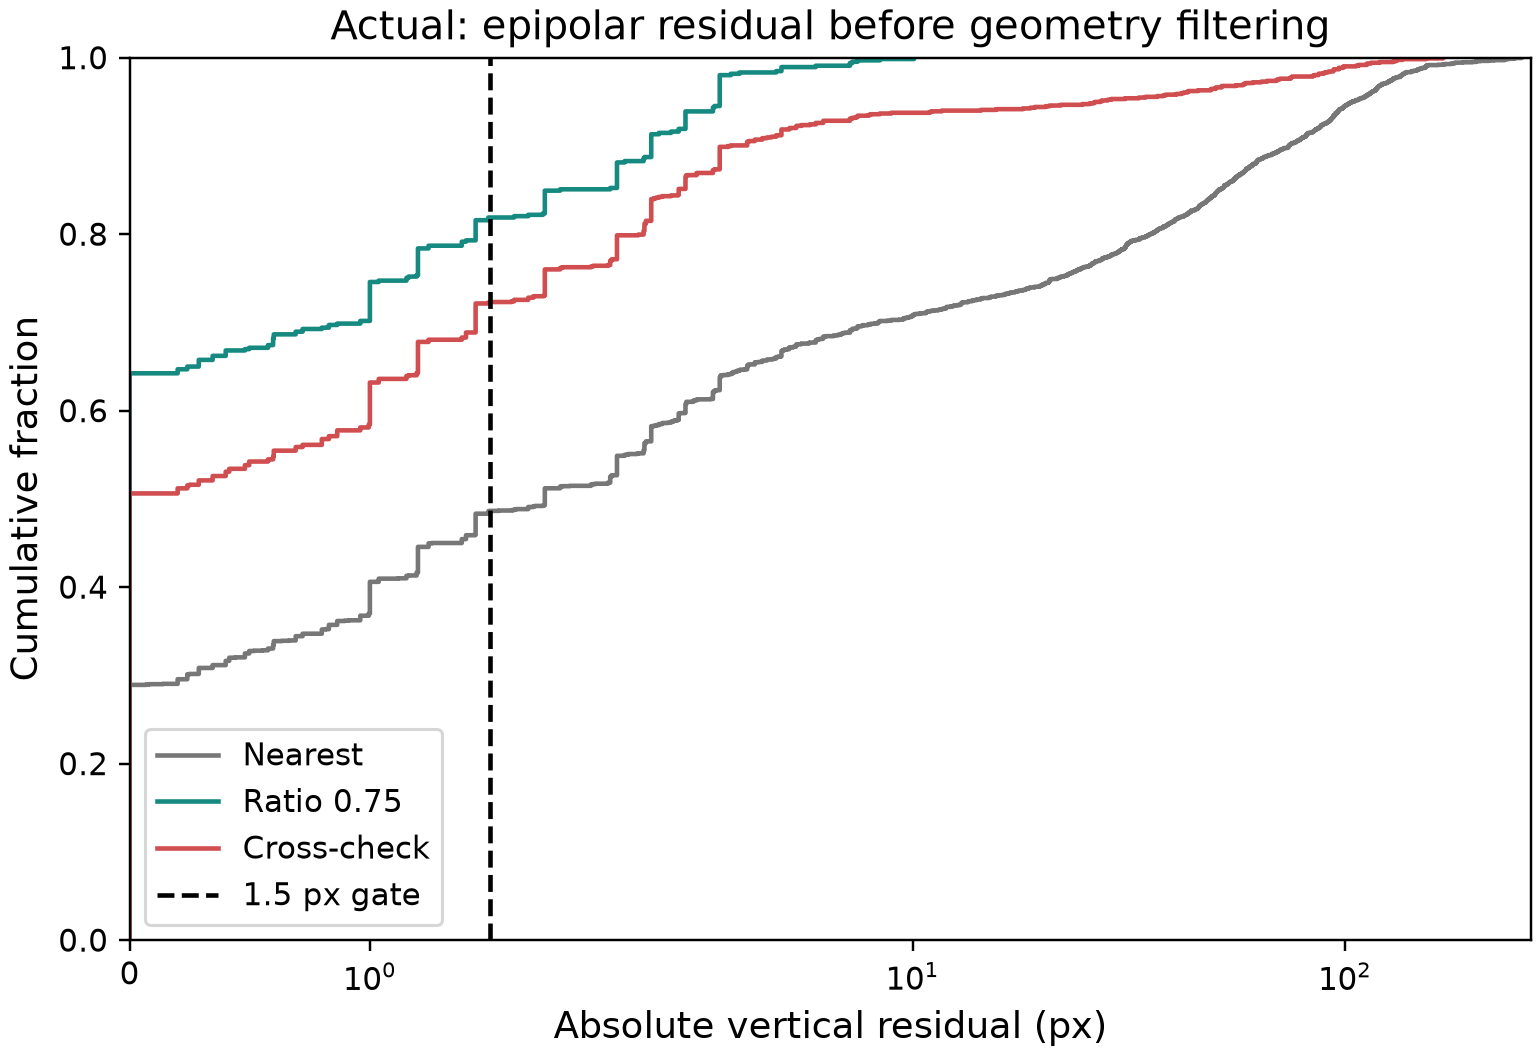 Actual: epipolar residual before geometry filtering
1.0
0.8
0.6
0.4
0.2
0.0
Cumulative fraction
Nearest
Ratio 0.75
Cross-check
1.5 px gate
0 10⁰ 10¹ 10²
Absolute vertical residual (px)